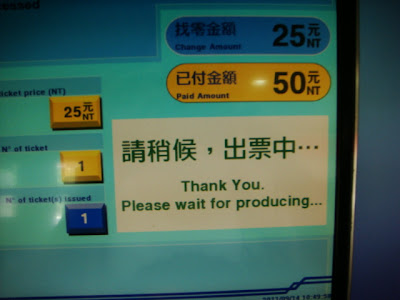 找零金額 25元
Change Amount NT
已付金額 50元
Paid Amount NT
ticket price (NT)
25元
NT
N° of ticket
1
N° of ticket(s) issued
1
請稍候，出票中…
Thank You.
Please wait for producing...